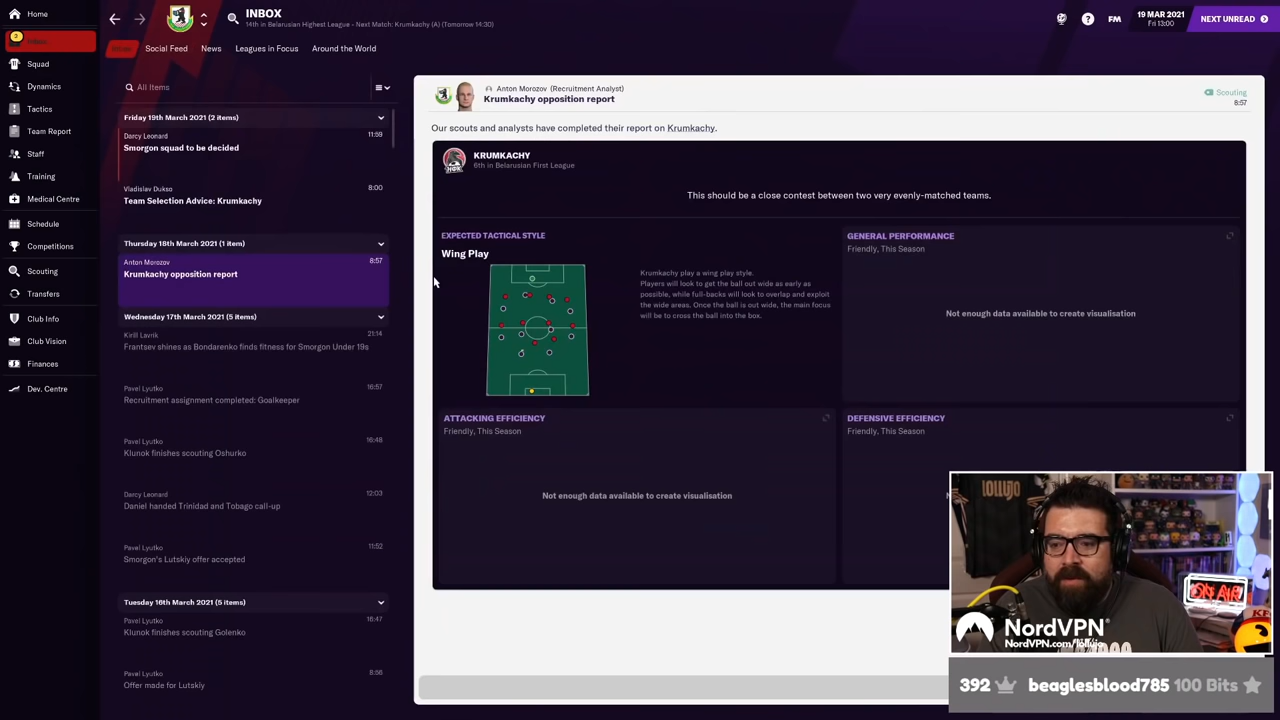 Home
INBOX
14th in Belarusian Highest League - Next Match: Krumkachy (A) (Tomorrow 14:30)
FM
19 MAR 2021
Fri 13:00
NEXT UNREAD
2
Inbox
Social Feed
News
Leagues in Focus
Around the World
Squad
Dynamics
Tactics
Team Report
Staff
Training
Medical Centre
Schedule
Competitions
Scouting
Transfers
Club Info
Club Vision
Finances
Dev. Centre
All Items
Friday 19th March 2021 (2 items)
Darcy Leonard
11:59
Smorgon squad to be decided
Vladislav Dukso
8:00
Team Selection Advice: Krumkachy
Thursday 18th March 2021 (1 item)
Anton Morozov
8:57
Krumkachy opposition report
Wednesday 17th March 2021 (5 items)
Kirill Lavrik
21:14
Frantsev shines as Bondarenko finds fitness for Smorgon Under 19s
Pavel Lyutko
16:57
Recruitment assignment completed: Goalkeeper
Pavel Lyutko
16:48
Klunok finishes scouting Oshurko
Darcy Leonard
12:03
Daniel handed Trinidad and Tobago call-up
Pavel Lyutko
11:52
Smorgon's Lutskiy offer accepted
Tuesday 16th March 2021 (5 items)
Pavel Lyutko
16:47
Klunok finishes scouting Golenko
Pavel Lyutko
8:56
Offer made for Lutskiy
Anton Morozov (Recruitment Analyst)
Krumkachy opposition report
Scouting
8:57
Our scouts and analysts have completed their report on Krumkachy.
KRUMKACHY
6th in Belarusian First League
This should be a close contest between two very evenly-matched teams.
EXPECTED TACTICAL STYLE
Wing Play
Krumkachy play a wing play style.
Players will look to get the ball out wide as early as
possible, while full-backs will look to overlap and exploit
the wide areas. Once the ball is out wide, the main focus
will be to cross the ball into the box.
GENERAL PERFORMANCE
Friendly, This Season
Not enough data available to create visualisation
ATTACKING EFFICIENCY
Friendly, This Season
Not enough data available to create visualisation
DEFENSIVE EFFICIENCY
Friendly, This Season
lollujo
ON AIR
NordVPN®
NordVPN.com/lollujo
392
beaglesblood785 100 Bits